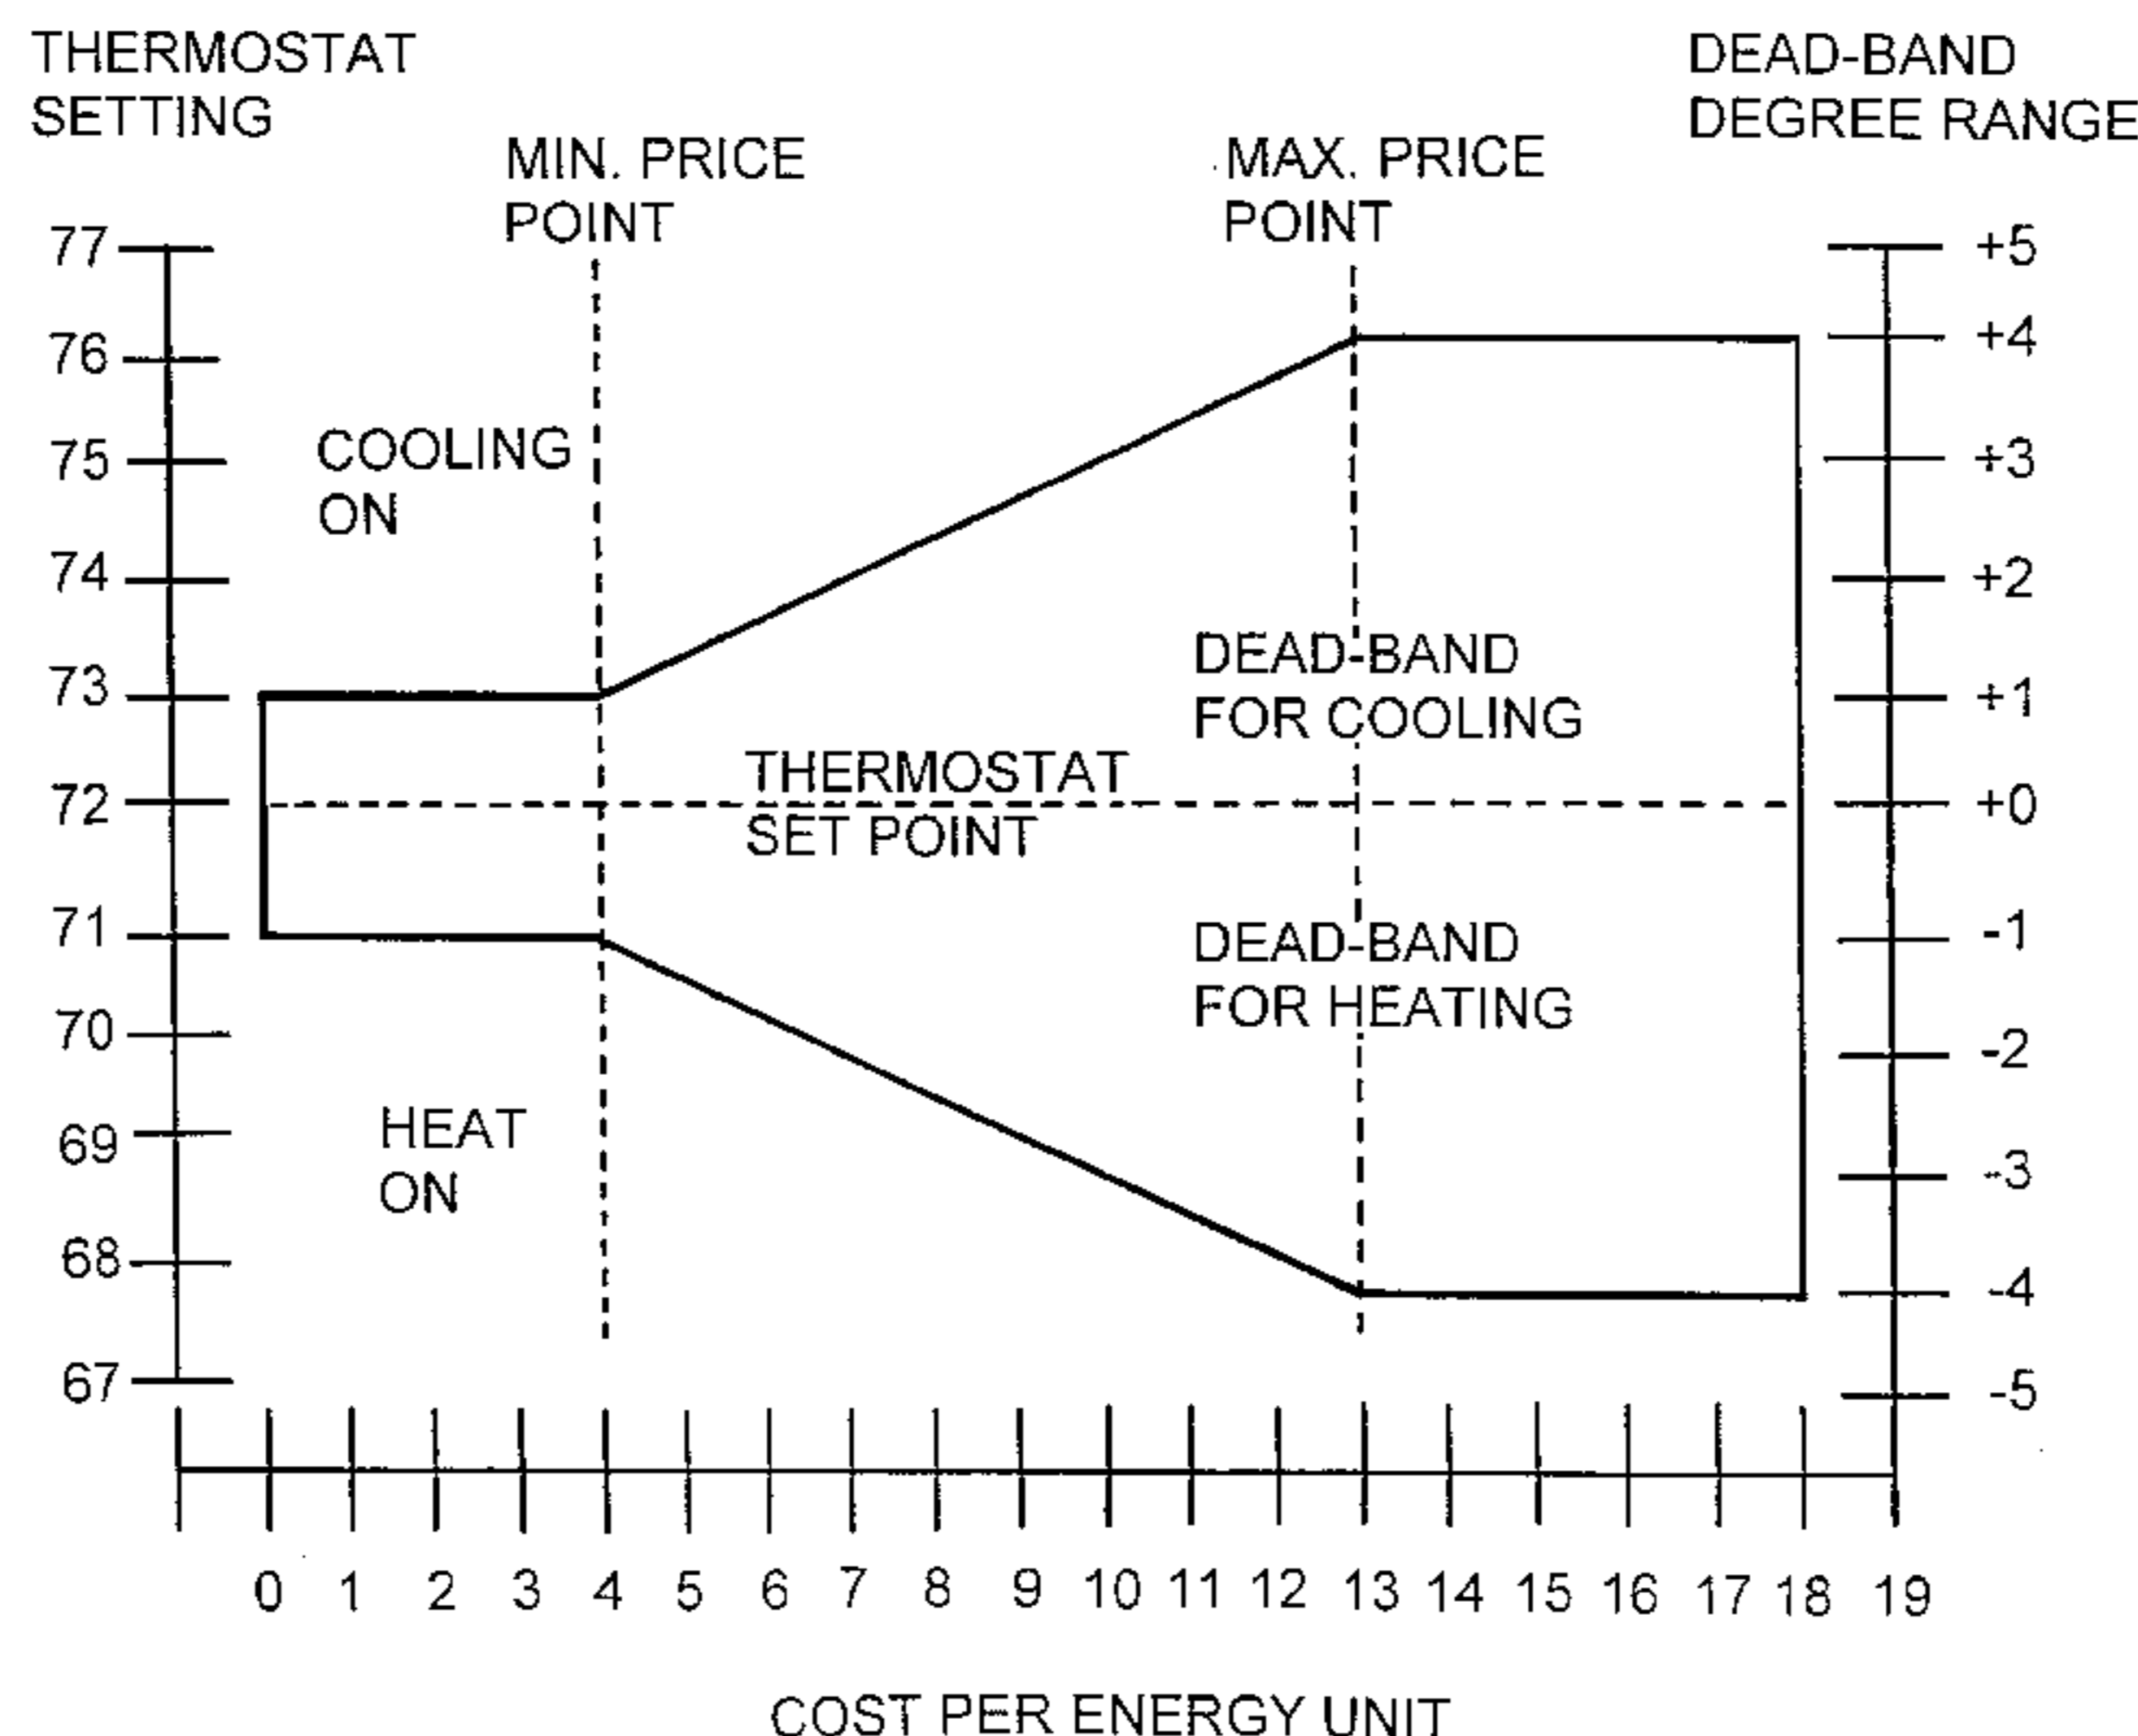 THERMOSTAT
SETTING
DEAD-BAND
DEGREE RANGE
MIN. PRICE
POINT
MAX. PRICE
POINT
77
76
75
74
73
72
71
70
69
68
67
+5
+4
+3
+2
+1
+0
-1
-2
-3
-4
-5
COOLING
ON
DEAD-BAND
FOR COOLING
THERMOSTAT
SET POINT
DEAD-BAND
FOR HEATING
HEAT
ON
0 1 2 3 4 5 6 7 8 9 10 11 12 13 14 15 16 17 18 19
COST PER ENERGY UNIT